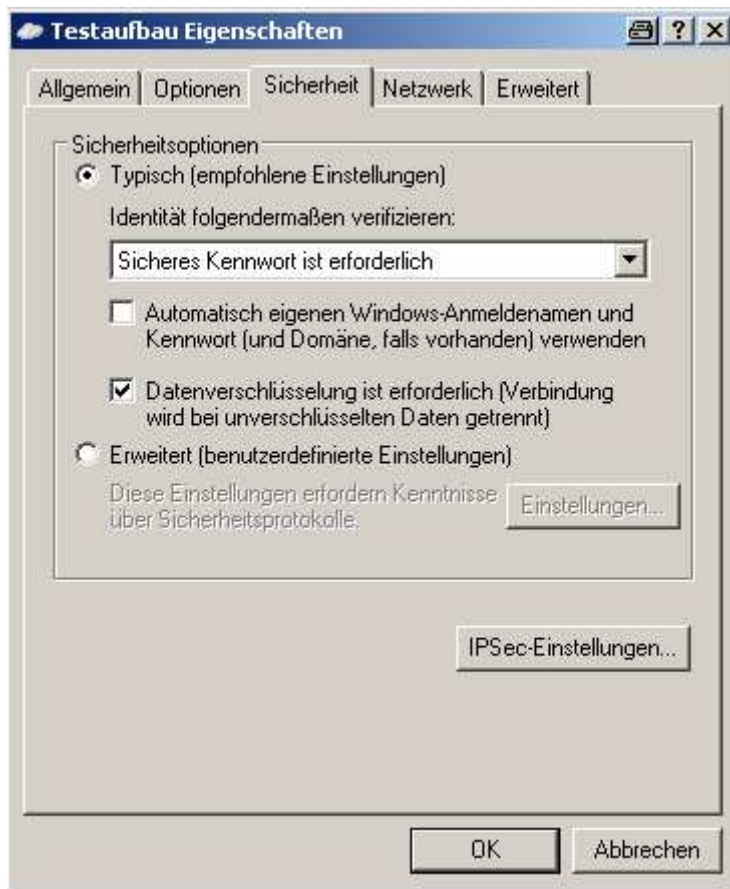 Testaufbau Eigenschaften
Allgemein Optionen Sicherheit Netzwerk Erweitert
Sicherheitsoptionen
Typisch (empfohlene Einstellungen)
Identität folgendermaßen verifizieren:
Sicheres Kennwort ist erforderlich
Automatisch eigenen Windows-Anmeldenamen und
Kennwort (und Domäne, falls vorhanden) verwenden
Datenverschlüsselung ist erforderlich (Verbindung
wird bei unverschlüsselten Daten getrennt)
Erweitert (benutzerdefinierte Einstellungen)
Diese Einstellungen erfordern Kenntnisse
über Sicherheitsprotokolle.
Einstellungen...
IPSec-Einstellungen...
OK Abbrechen